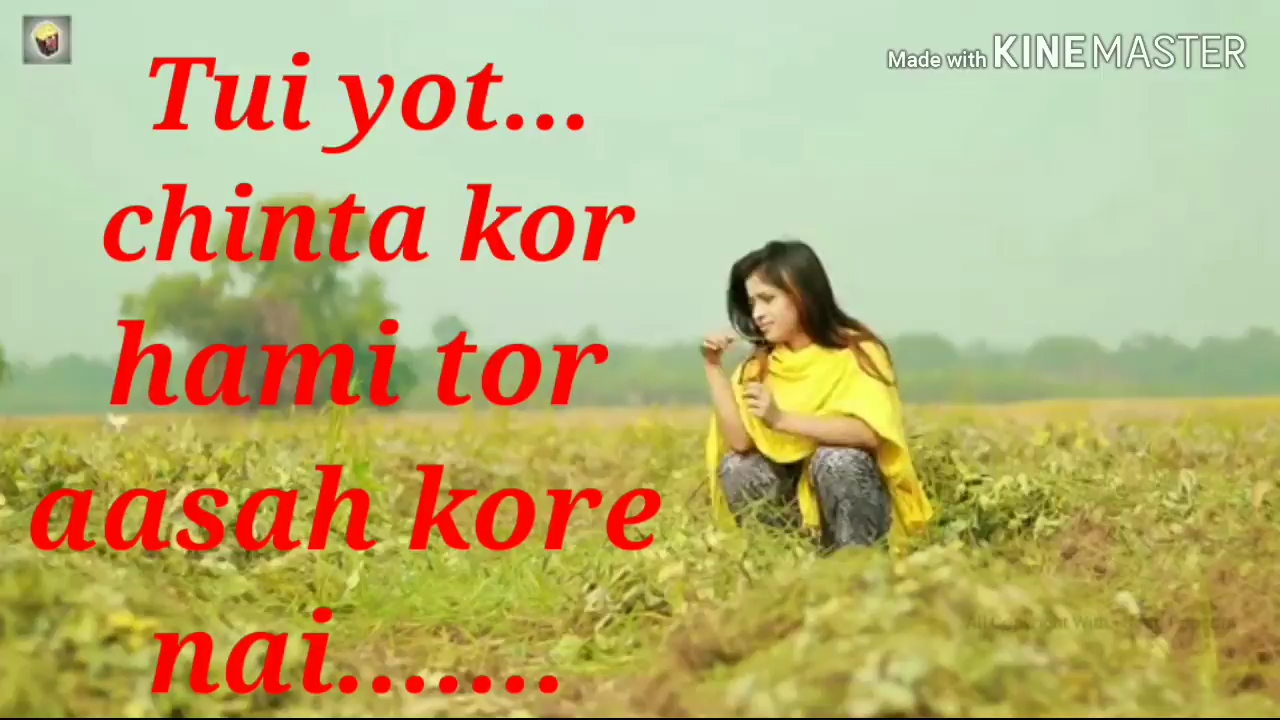 Made with KINEMASTER
Tui yot...
chinta kor
hami tor
aasah kore
nai.......